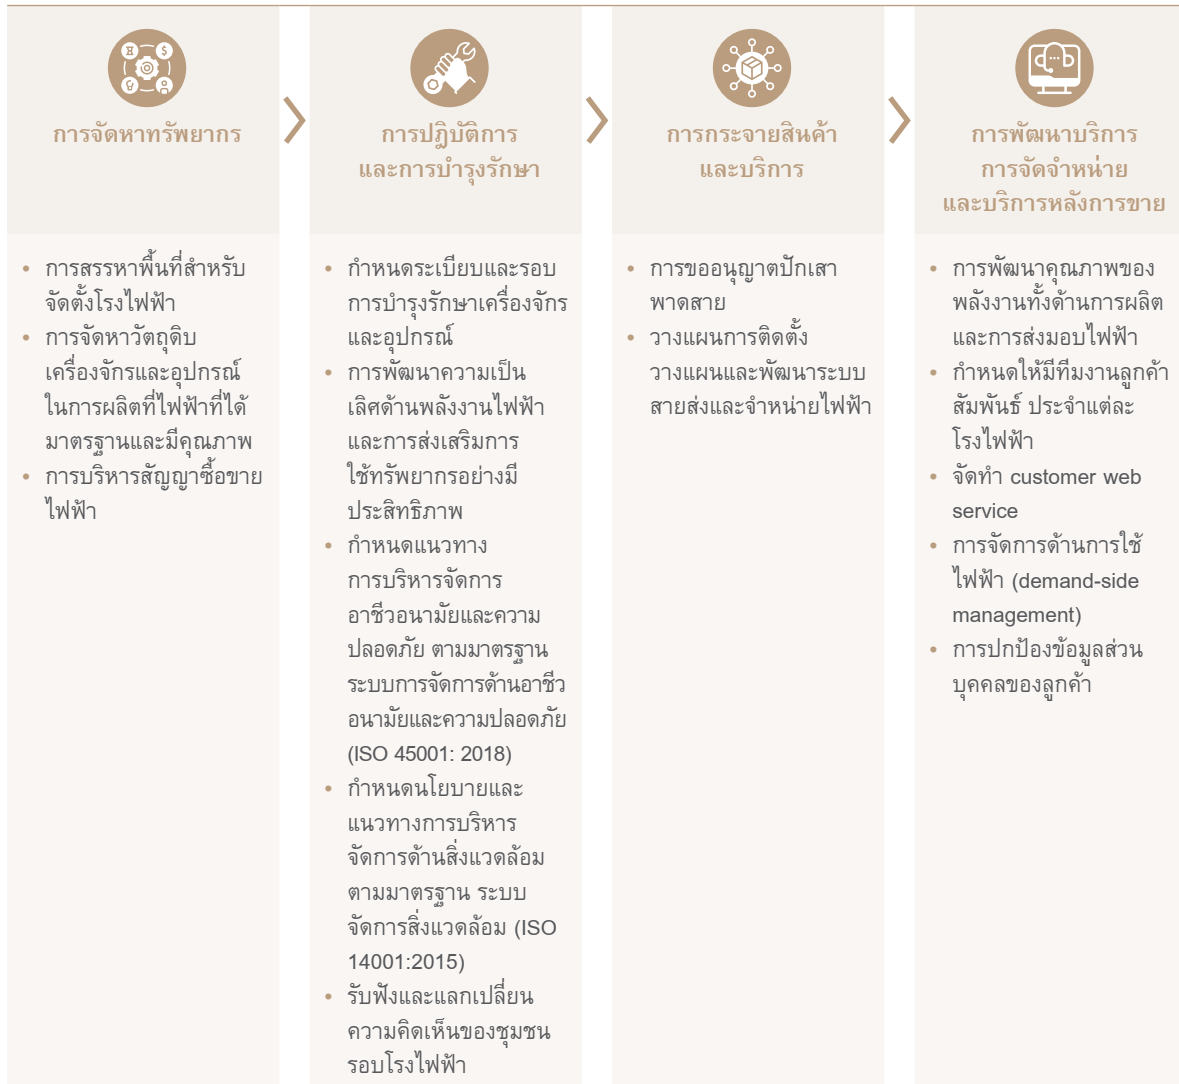 การจัดหาทรัพยากร
• การสรรหาพื้นที่สำหรับ
จัดตั้งโรงไฟฟ้า
• การจัดหาวัตถุดิบ
เครื่องจักรและอุปกรณ์
ในการผลิตที่ไฟฟ้าที่ได้
มาตรฐานและมีคุณภาพ
• การบริหารสัญญาซื้อขาย
ไฟฟ้า
การปฎิบัติการ
และการบำรุงรักษา
• กำหนดระเบียบและรอบ
การบำรุงรักษาเครื่องจักร
และอุปกรณ์
• การพัฒนาความเป็น
เลิศด้านพลังงานไฟฟ้า
และการส่งเสริมการ
ใช้ทรัพยากรอย่างมี
ประสิทธิภาพ
• กำหนดแนวทาง
การบริหารจัดการ
อาชีวอนามัยและความ
ปลอดภัย ตามมาตรฐาน
ระบบการจัดการด้านอาชีว
อนามัยและความปลอดภัย
(ISO 45001: 2018)
• กำหนดนโยบายและ
แนวทางการบริหาร
จัดการด้านสิ่งแวดล้อม
ตามมาตรฐาน ระบบ
จัดการสิ่งแวดล้อม (ISO
14001:2015)
• รับฟังและแลกเปลี่ยน
ความคิดเห็นของชุมชน
รอบโรงไฟฟ้า
การกระจายสินค้า
และบริการ
• การขออนุญาตปักเสา
พาดสาย
• วางแผนการติดตั้ง
วางแผนและพัฒนาระบบ
สายส่งและจำหน่ายไฟฟ้า
การพัฒนาบริการ
การจัดจำหน่าย
และบริการหลังการขาย
• การพัฒนาคุณภาพของ
พลังงานทั้งด้านการผลิต
และการส่งมอบไฟฟ้า
• กำหนดให้มีทีมงานลูกค้า
สัมพันธ์ ประจำแต่ละ
โรงไฟฟ้า
• จัดทำ customer web
service
• การจัดการด้านการใช้
ไฟฟ้า (demand-side
management)
• การปกป้องข้อมูลส่วน
บุคคลของลูกค้า